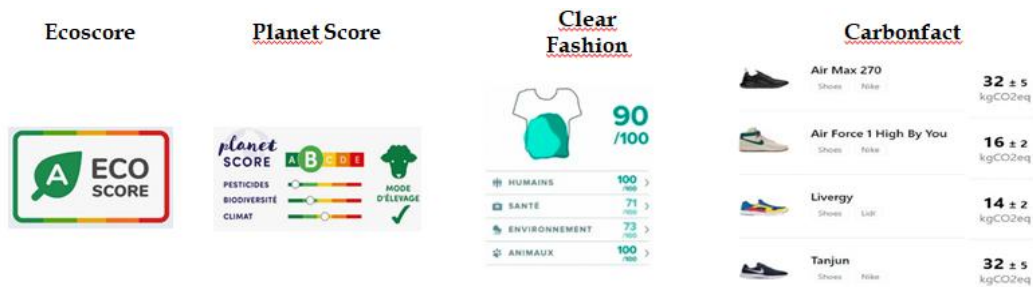 Ecoscore
Planet Score
Clear
Fashion
Carbonfact
A
ECO
SCORE
planet
SCORE
A B C D E
PESTICIDES
BIODIVERSITÉ
CLIMAT
MODE
D'ÉLEVAGE
90
/100
HUMAINS 100
/100
SANTÉ 71
/100
ENVIRONNEMENT 73
/100
ANIMAUX 100
/100
Air Max 270
Shoes Nike
32 ± 5
kgCO2eq
Air Force 1 High By You
Shoes Nike
16 ± 2
kgCO2eq
Livergy
Shoes Lidl
14 ± 2
kgCO2eq
Tanjun
Shoes Nike
32 ± 5
kgCO2eq